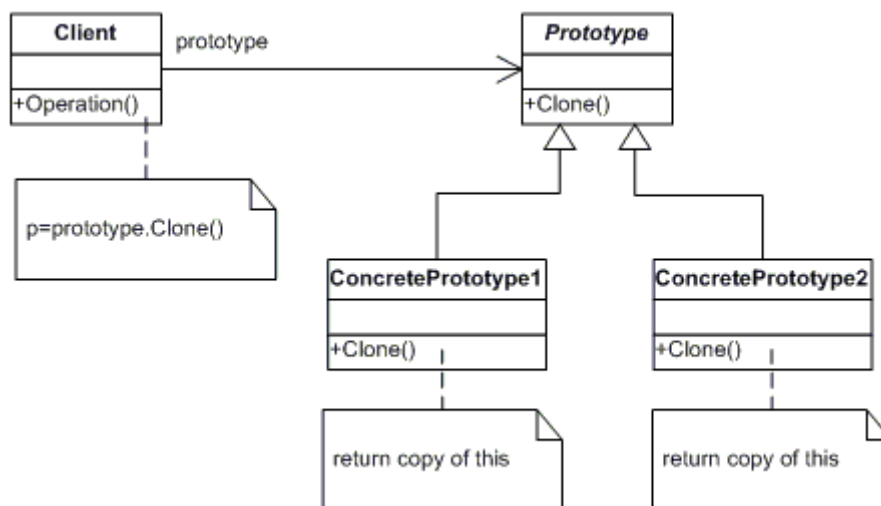 Client
prototype
Prototype
+Operation()
+Clone()
p=prototype.Clone()
ConcretePrototype1
ConcretePrototype2
+Clone()
+Clone()
return copy of this
return copy of this